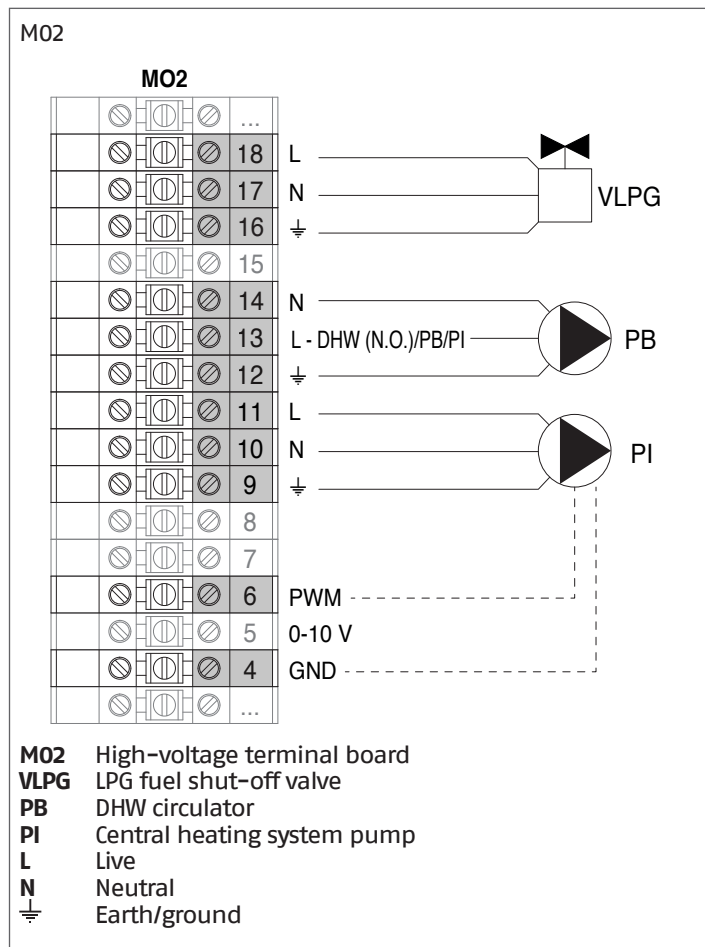 M02
MO2
...
18 L
17 N VLPG
16 ⏚
15
14 N
13 L - DHW (N.O.)/PB/PI PB
12 ⏚
11 L
10 N PI
9 ⏚
8
7
6 PWM
5 0-10 V
4 GND
...
M02 High-voltage terminal board
VLPG LPG fuel shut-off valve
PB DHW circulator
PI Central heating system pump
L Live
N Neutral
⏚ Earth/ground